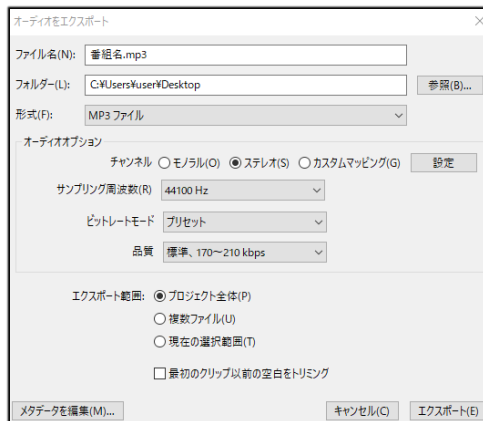 オーディオをエクスポート
ファイル名(N): 番組名.mp3
フォルダー(L): C:¥Users¥user¥Desktop 参照(B)...
形式(F): MP3 ファイル
オーディオオプション
チャンネル モノラル(O) ステレオ(S) カスタムマッピング(G) 設定
サンプリング周波数(R) 44100 Hz
ビットレートモード プリセット
品質 標準、170～210 kbps
エクスポート範囲: プロジェクト全体(P)
複数ファイル(U)
現在の選択範囲(T)
最初のクリップ以前の空白をトリミング
メタデータを編集(M)... キャンセル(C) エクスポート(E)